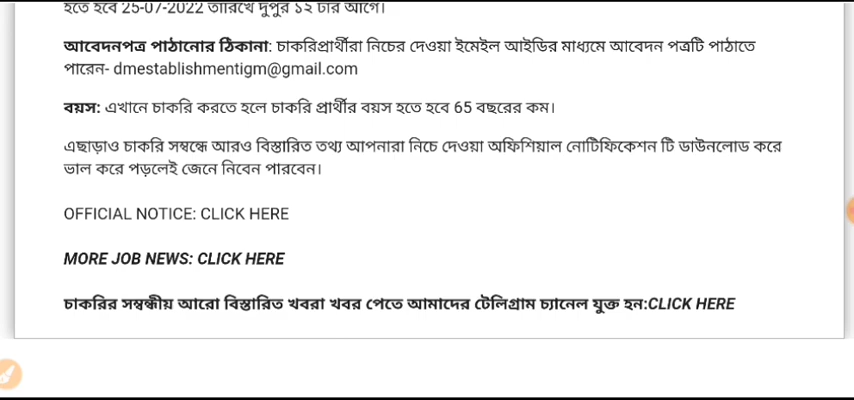 হতে হবে 25-07-2022 তারিখে দুপুর ১২ টার আগে।
আবেদনপত্র পাঠানোর ঠিকানা: চাকরিপ্রার্থীরা নিচের দেওয়া ইমেইল আইডির মাধ্যমে আবেদন পত্রটি পাঠাতে
পারেন- dmestablishmentigm@gmail.com
বয়স: এখানে চাকরি করতে হলে চাকরি প্রার্থীর বয়স হতে হবে 65 বছরের কম।
এছাড়াও চাকরি সম্বন্ধে আরও বিস্তারিত তথ্য আপনারা নিচে দেওয়া অফিশিয়াল নোটিফিকেশন টি ডাউনলোড করে
ভাল করে পড়লেই জেনে নিবেন পারবেন।
OFFICIAL NOTICE: CLICK HERE
MORE JOB NEWS: CLICK HERE
চাকরির সম্বন্ধীয় আরো বিস্তারিত খবরা খবর পেতে আমাদের টেলিগ্রাম চ্যানেল যুক্ত হন:CLICK HERE